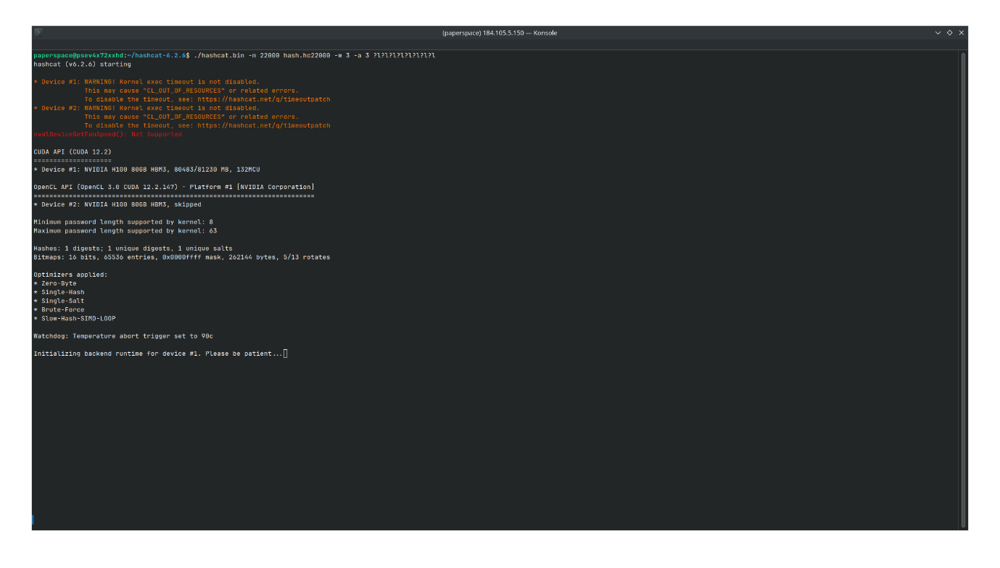 (paperspace) 184.105.5.150 — Konsole
paperspace@psev4x72xxhd:~/hashcat-6.2.6$ ./hashcat.bin -m 22000 hash.hc22000 -w 3 -a 3 ?l?l?l?l?l?l?l?l
hashcat (v6.2.6) starting
* Device #1: WARNING! Kernel exec timeout is not disabled.
This may cause "CL_OUT_OF_RESOURCES" or related errors.
To disable the timeout, see: https://hashcat.net/q/timeoutpatch
* Device #2: WARNING! Kernel exec timeout is not disabled.
This may cause "CL_OUT_OF_RESOURCES" or related errors.
To disable the timeout, see: https://hashcat.net/q/timeoutpatch
nvmlDeviceGetFanSpeed(): Not Supported
CUDA API (CUDA 12.2)
====================
* Device #1: NVIDIA H100 80GB HBM3, 80483/81230 MB, 132MCU
OpenCL API (OpenCL 3.0 CUDA 12.2.147) - Platform #1 [NVIDIA Corporation]
========================================================================
* Device #2: NVIDIA H100 80GB HBM3, skipped
Minimum password length supported by kernel: 8
Maximum password length supported by kernel: 63
Hashes: 1 digests; 1 unique digests, 1 unique salts
Bitmaps: 16 bits, 65536 entries, 0x0000ffff mask, 262144 bytes, 5/13 rotates
Optimizers applied:
* Zero-Byte
* Single-Hash
* Single-Salt
* Brute-Force
* Slow-Hash-SIMD-LOOP
Watchdog: Temperature abort trigger set to 90c
Initializing backend runtime for device #1. Please be patient...